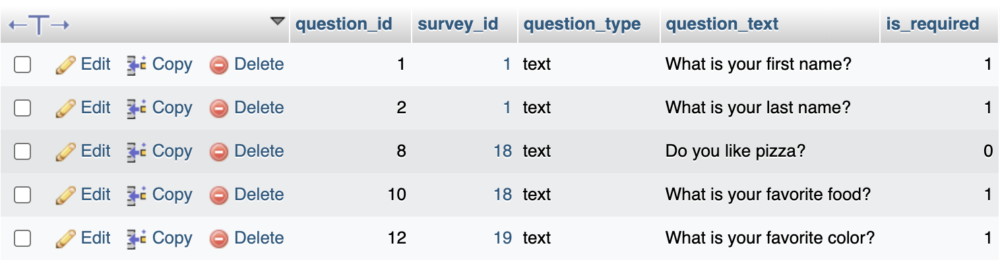 question_id survey_id question_type question_text is_required
Edit Copy Delete 1 1 text What is your first name? 1
Edit Copy Delete 2 1 text What is your last name? 1
Edit Copy Delete 8 18 text Do you like pizza? 0
Edit Copy Delete 10 18 text What is your favorite food? 1
Edit Copy Delete 12 19 text What is your favorite color? 1